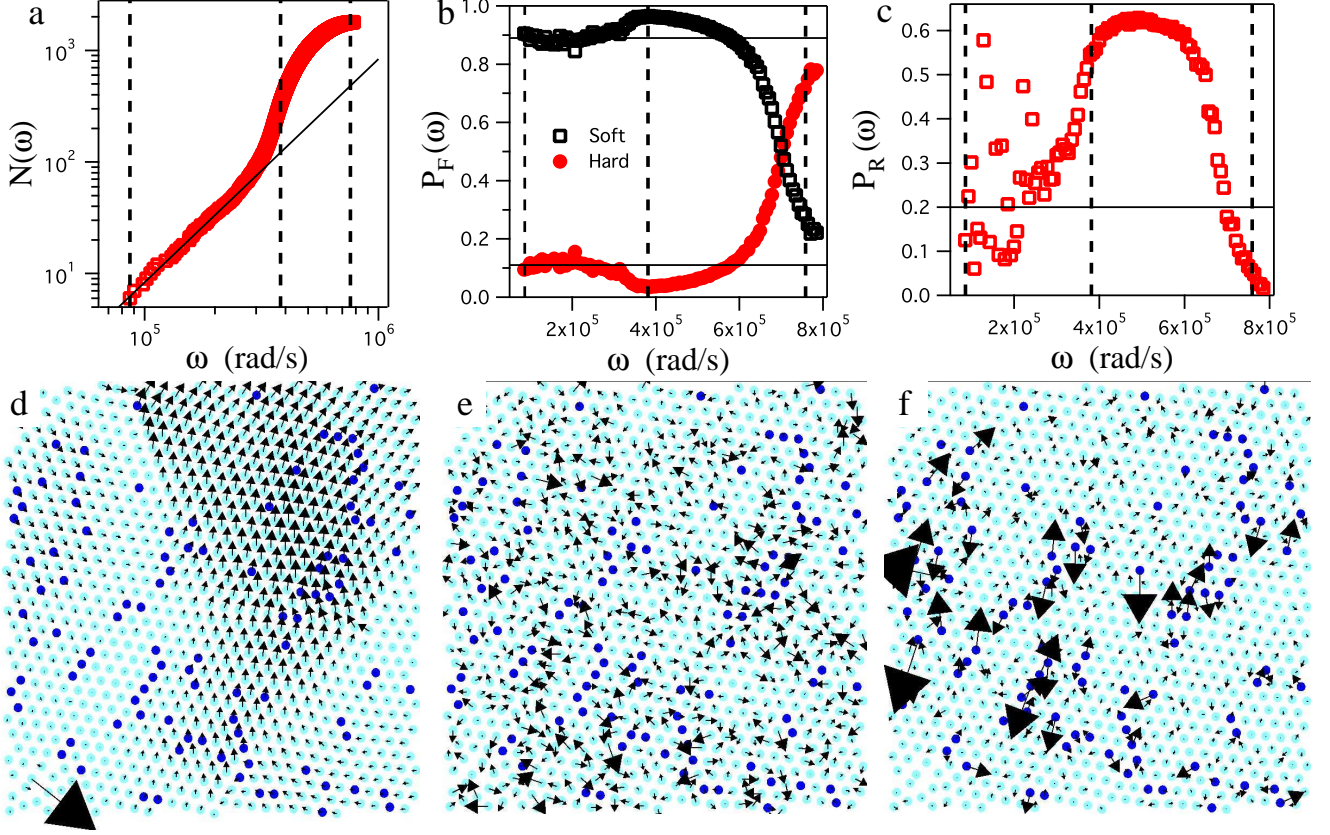 a
N(ω)
10³
10²
10¹
10⁵
10⁶
ω (rad/s)
b
P_F (ω)
1.0
0.8
0.6
0.4
0.2
0.0
Soft
Hard
2x10⁵
4x10⁵
6x10⁵
8x10⁵
ω (rad/s)
c
P_R (ω)
0.6
0.5
0.4
0.3
0.2
0.1
0.0
2x10⁵
4x10⁵
6x10⁵
8x10⁵
ω (rad/s)
d
e
f